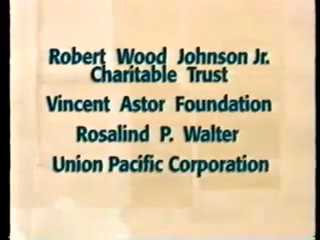 Robert Wood Johnson Jr.
Charitable Trust
Vincent Astor Foundation
Rosalind P. Walter
Union Pacific Corporation